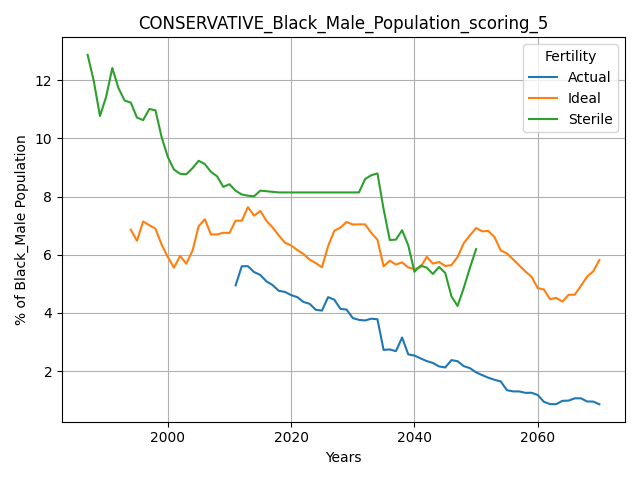 CONSERVATIVE_Black_Male_Population_scoring_5
Fertility
Actual
Ideal
Sterile
% of Black_Male Population
12
10
8
6
4
2
2000
2020
2040
2060
Years